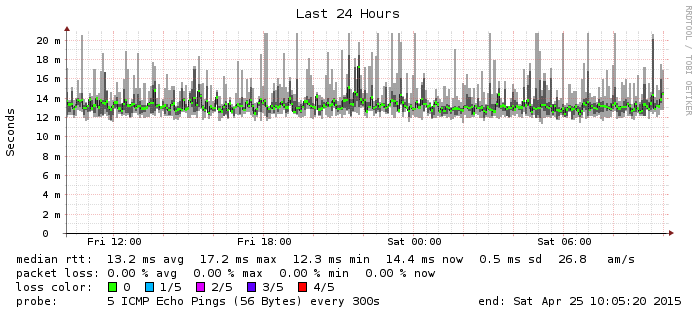 Last 24 Hours
RRDTOOL / TOBI OETIKER
Seconds
20 m
18 m
16 m
14 m
12 m
10 m
8 m
6 m
4 m
2 m
0
Fri 12:00 Fri 18:00 Sat 00:00 Sat 06:00
median rtt: 13.2 ms avg 17.2 ms max 12.3 ms min 14.4 ms now 0.5 ms sd 26.8 am/s
packet loss: 0.00 % avg 0.00 % max 0.00 % min 0.00 % now
loss color: 0 1/5 2/5 3/5 4/5
probe: 5 ICMP Echo Pings (56 Bytes) every 300s end: Sat Apr 25 10:05:20 2015